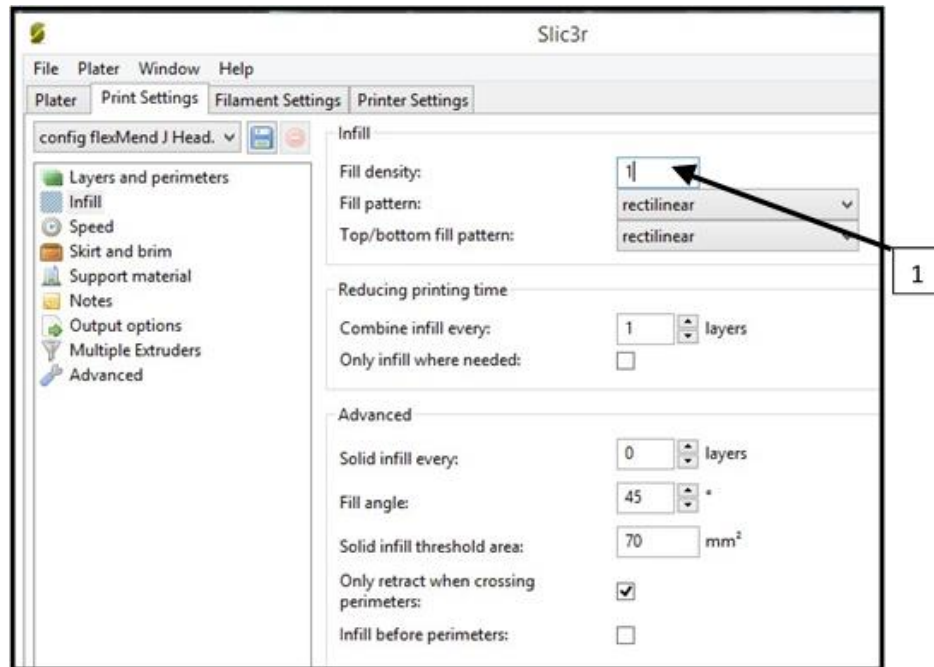 Slic3r
File Plater Window Help
Plater Print Settings Filament Settings Printer Settings
config flexMend J Head.
Layers and perimeters
Infill
Speed
Skirt and brim
Support material
Notes
Output options
Multiple Extruders
Advanced
Infill
Fill density: 1
Fill pattern: rectilinear
Top/bottom fill pattern: rectilinear
Reducing printing time
Combine infill every: 1 layers
Only infill where needed:
Advanced
Solid infill every: 0 layers
Fill angle: 45 °
Solid infill threshold area: 70 mm²
Only retract when crossing
perimeters:
Infill before perimeters:
1